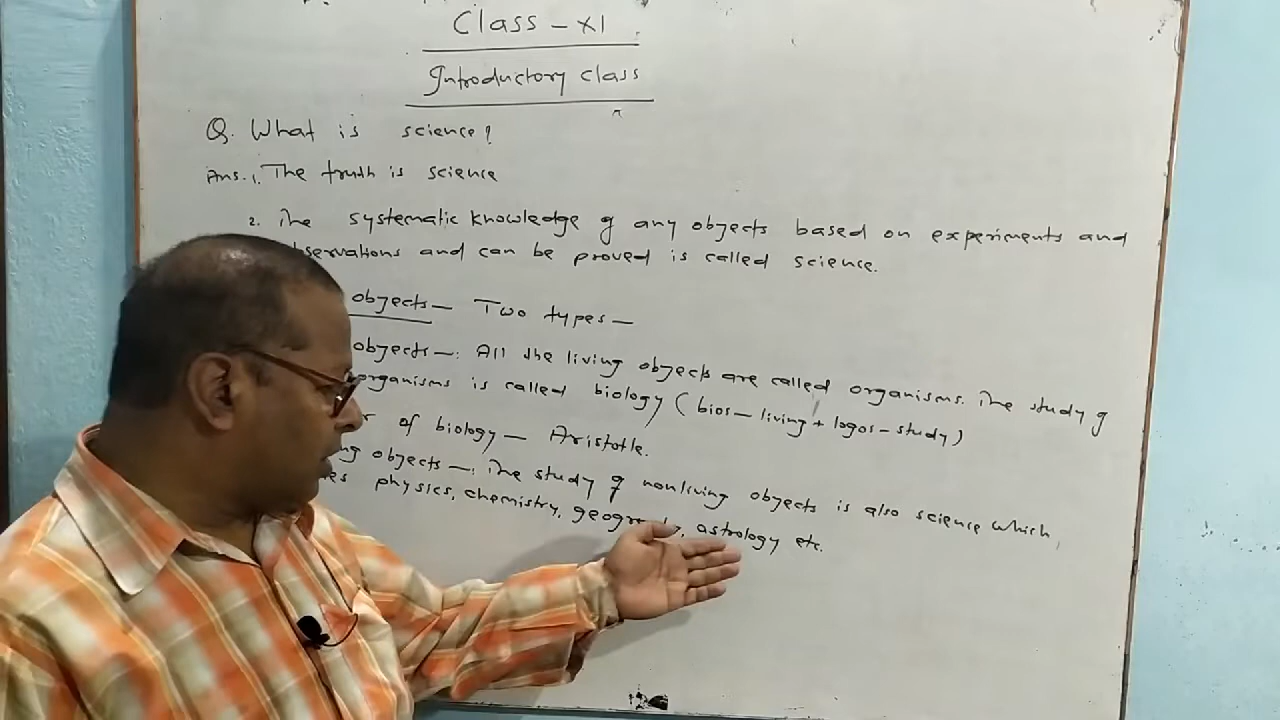 Class - XI
Introductory class
Q. What is science?
Ans. 1. The truth is science
2. The systematic knowledge of any objects based on experiments and
servations and can be proved is called science.
objects — Two types —
objects —: All the living objects are called organisms. The study of
organisms is called biology (bios — living + logos - study)
of biology — Aristotle.
objects —: The study of nonliving objects is also science which
physics, chemistry, astrology etc.